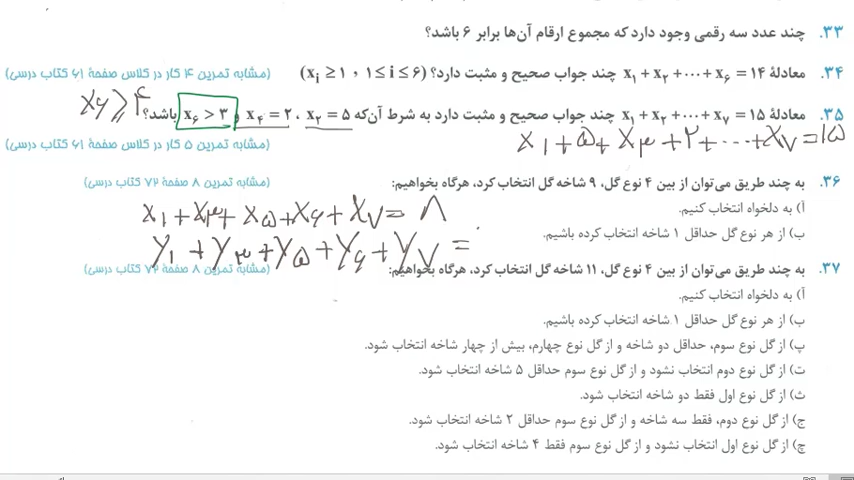 ۳۳. چند عدد سه رقمی وجود دارد که مجموع ارقام آن‌ها برابر ۶ باشد؟
۳۴. معادلهٔ x₁ + x₂ + ⋯ + x₆ = ۱۴ چند جواب صحیح و مثبت دارد؟ (xᵢ ≥ ۱ ، ۱ ≤ i ≤ ۶) (مشابه تمرین ۴ کار در کلاس صفحهٔ ۶۱ کتاب درسی)
x₆ ≥ ۴
۳۵. معادلهٔ x₁ + x₂ + ⋯ + x₇ = ۱۵ چند جواب صحیح و مثبت دارد به شرط آن‌که x₂ = ۵ ، x₴ = ۲ و x₆ > ۳ باشد؟
x₁ + ۵ + x₃ + ۲ + ⋯ + x₇ = ۱۵
(مشابه تمرین ۵ کار در کلاس صفحهٔ ۶۱ کتاب درسی)
۳۶. به چند طریق می‌توان از بین ۴ نوع گل، ۹ شاخه گل انتخاب کرد، هرگاه بخواهیم: (مشابه تمرین ۸ صفحهٔ ۷۲ کتاب درسی)
آ) به دلخواه انتخاب کنیم.
x₁ + x₃ + x₅ + x₆ + x₇ = ۸
ب) از هر نوع گل حداقل ۱ شاخه انتخاب کرده باشیم.
y₁ + y₃ + y₅ + y₆ + y₇ =
۳۷. به چند طریق می‌توان از بین ۴ نوع گل، ۱۱ شاخه گل انتخاب کرد، هرگاه بخواهیم: (مشابه تمرین ۸ صفحهٔ ۷۲ کتاب درسی)
آ) به دلخواه انتخاب کنیم.
ب) از هر نوع گل حداقل ۱ شاخه انتخاب کرده باشیم.
پ) از گل نوع سوم، حداقل دو شاخه و از گل نوع چهارم، بیش از چهار شاخه انتخاب شود.
ت) از گل نوع دوم انتخاب نشود و از گل نوع سوم حداقل ۵ شاخه انتخاب شود.
ث) از گل نوع اول فقط دو شاخه انتخاب شود.
ج) از گل نوع دوم، فقط سه شاخه و از گل نوع سوم حداقل ۲ شاخه انتخاب شود.
چ) از گل نوع اول انتخاب نشود و از گل نوع سوم فقط ۴ شاخه انتخاب شود.